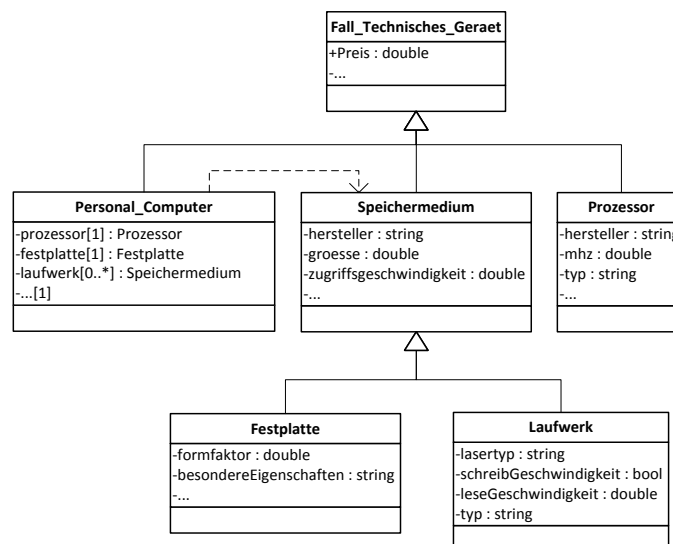 Fall_Technisches_Geraet
+Preis : double
-...
Personal_Computer
-prozessor[1] : Prozessor
-festplatte[1] : Festplatte
-laufwerk[0..*] : Speichermedium
-...[1]
Speichermedium
-hersteller : string
-groesse : double
-zugriffsgeschwindigkeit : double
-...
Prozessor
-hersteller : string
-mhz : double
-typ : string
-...
Festplatte
-formfaktor : double
-besondereEigenschaften : string
-...
Laufwerk
-lasertyp : string
-schreibGeschwindigkeit : bool
-leseGeschwindigkeit : double
-typ : string